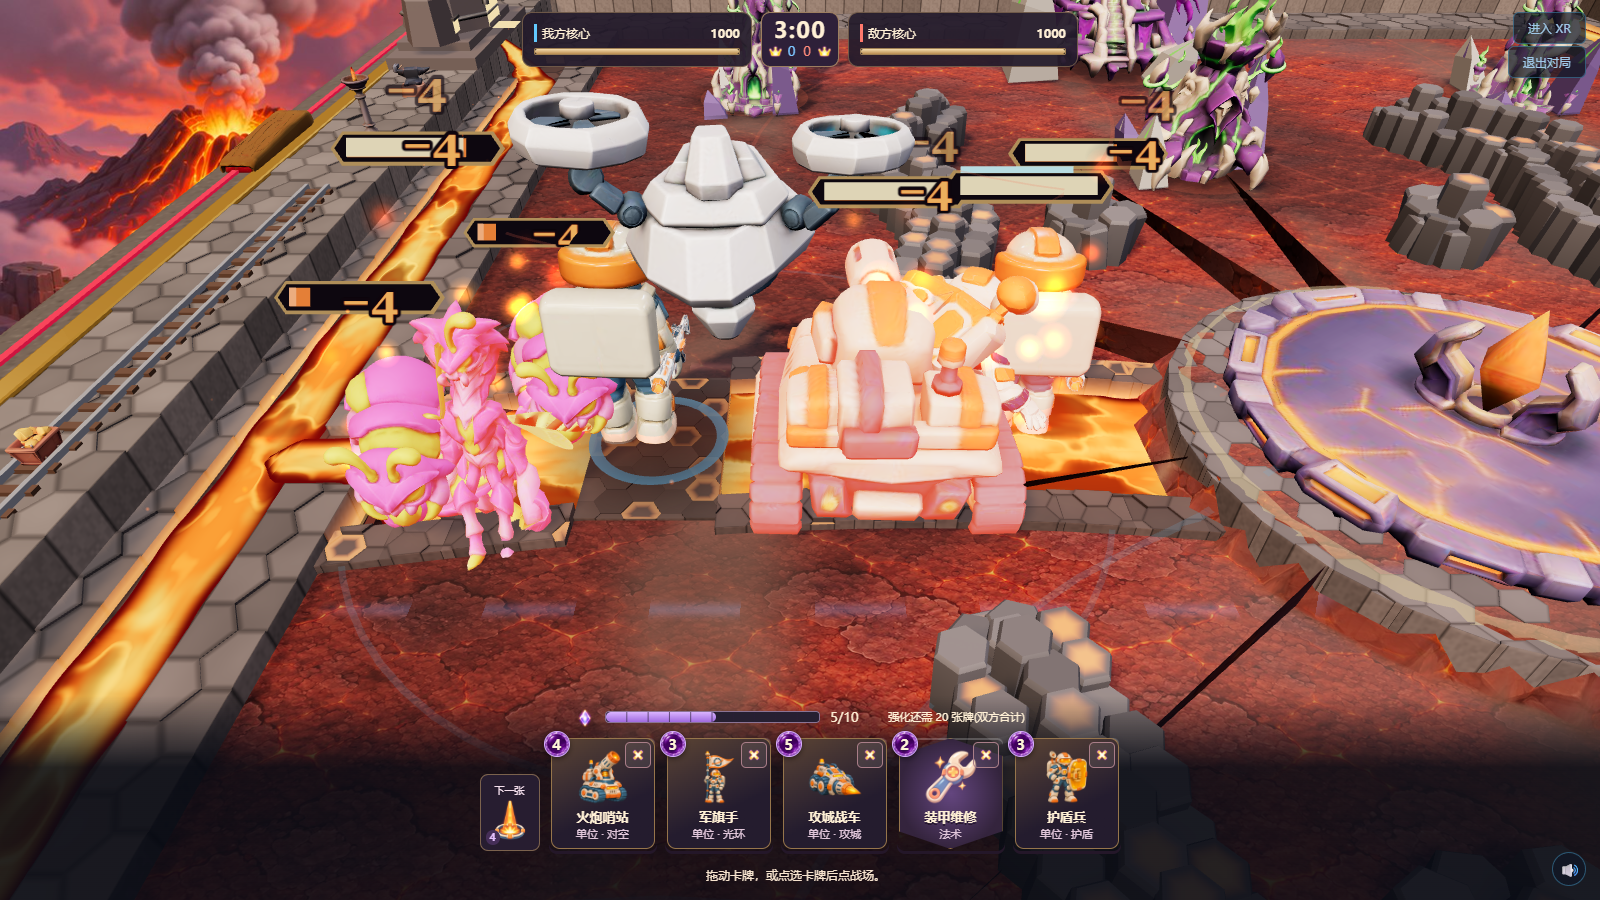 我方核心 1000
3:00
0 0
敌方核心 1000
进入 XR
退出对局
-4
-4
-4
-4
-4
-4
-4
-4
5/10
强化还需 20 张牌(双方合计)
下一张
4
4
火炮哨站
单位 · 对空
3
军旗手
单位 · 光环
5
攻城战车
单位 · 攻城
2
装甲维修
法术
3
护盾兵
单位 · 护盾
拖动卡牌，或点选卡牌后点战场。